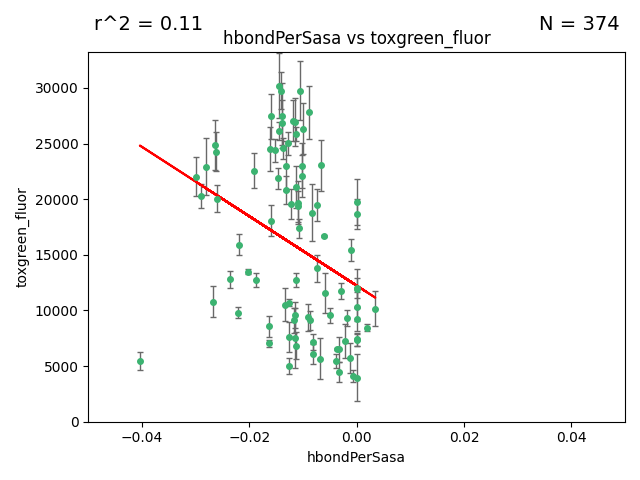 r^2 = 0.11
N = 374
hbondPerSasa vs toxgreen_fluor
30000
25000
20000
15000
10000
5000
0
toxgreen_fluor
−0.04
−0.02
0.00
0.02
0.04
hbondPerSasa